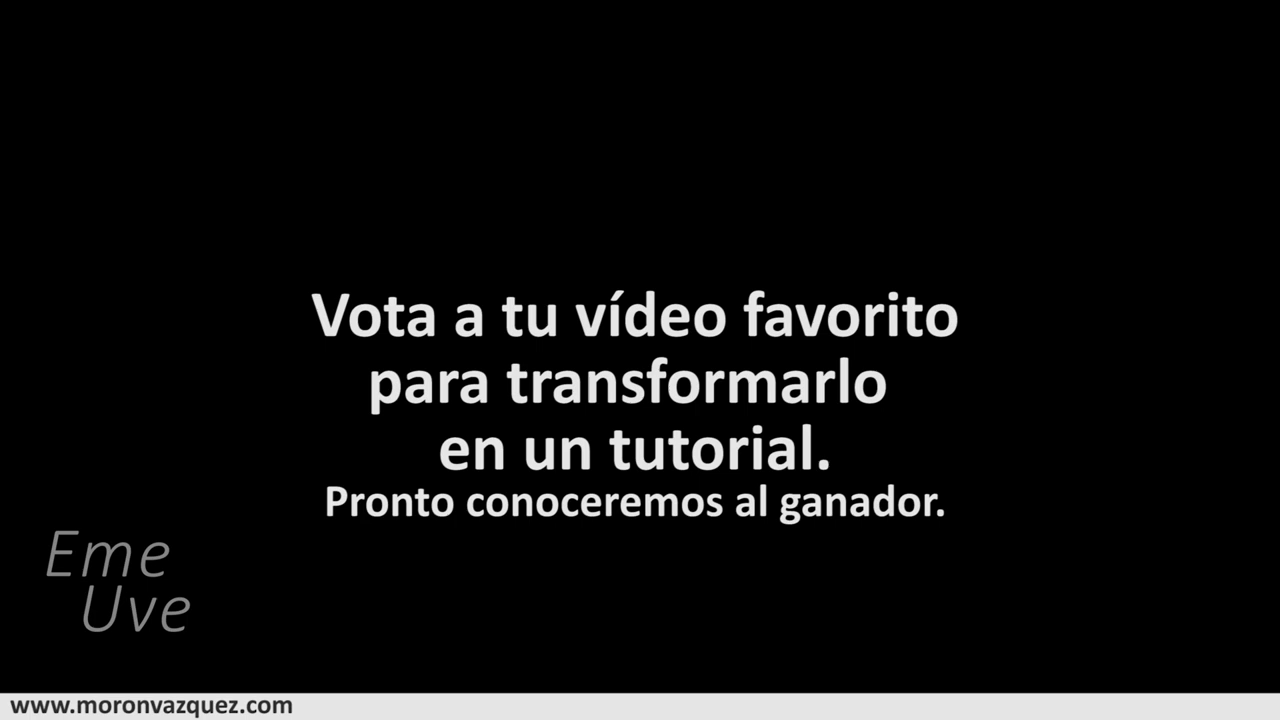 Vota a tu vídeo favorito
para transformarlo
en un tutorial.
Pronto conoceremos al ganador.
Eme
Uve
www.moronvazquez.com